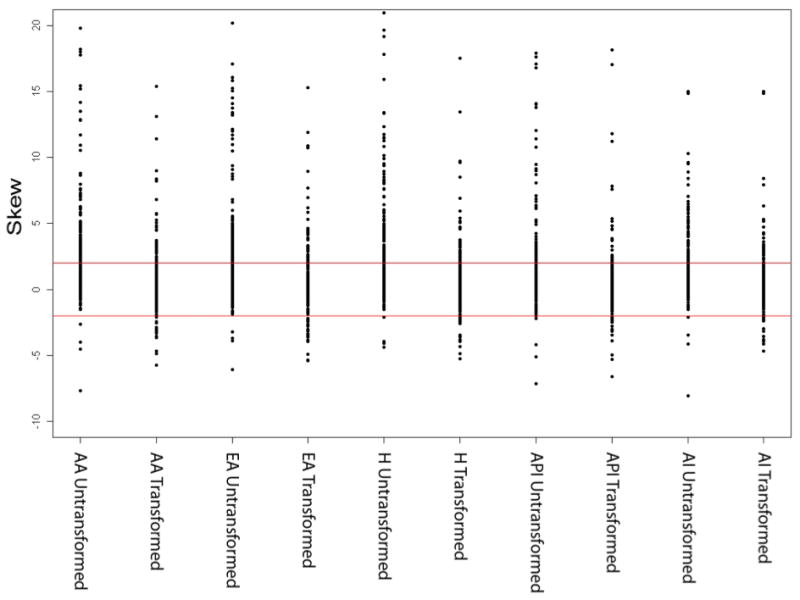 Skew
20
15
10
5
0
-5
-10
AA Untransformed
AA Transformed
EA Untransformed
EA Transformed
H Untransformed
H Transformed
API Untransformed
API Transformed
AI Untransformed
AI Transformed